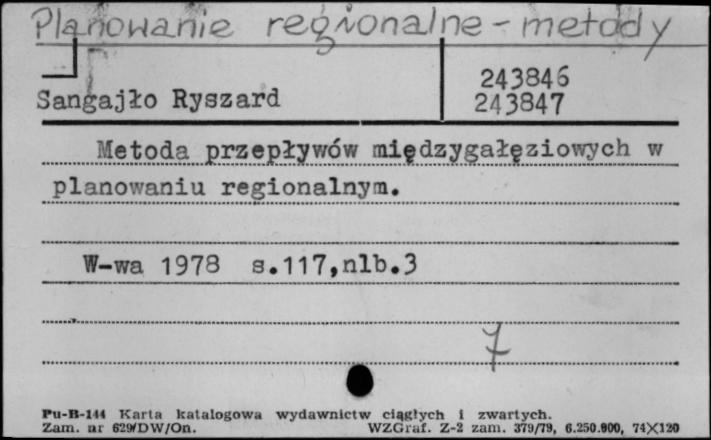 Planowanie regionalne - metody
243846
Sangajło Ryszard 243847
Metoda przepływów międzygałęziowych w
planowaniu regionalnym.
W-wa 1978 s.117,nlb.3
7
Pu-B-144 Karta katalogowa wydawnictw ciągłych i zwartych.
Zam. nr 629/DW/On. WZGraf. Z-2 zam. 379/79, 6.250.000, 74X120